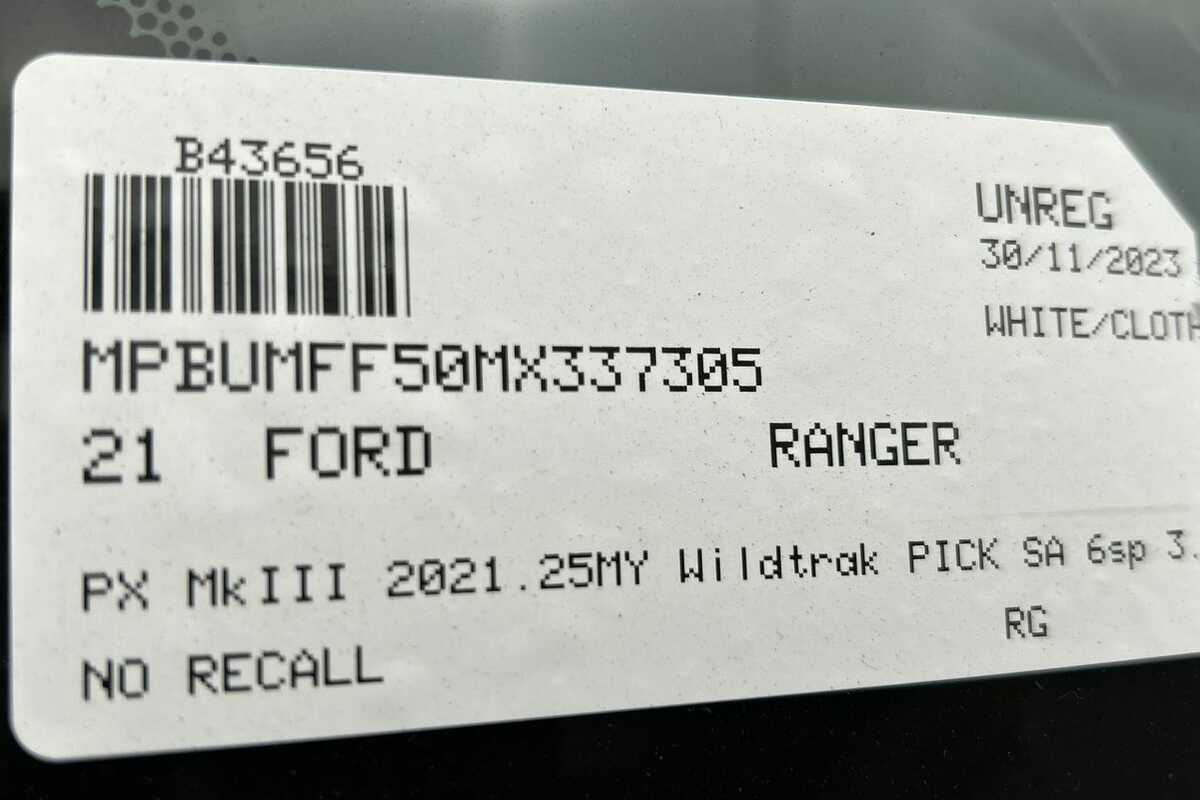 B43656
UNREG
30/11/2023
WHITE/CLOTH
MPBUMFF50MX337305
21 FORD RANGER
PX MkIII 2021.25MY Wildtrak PICK SA 6sp 3.
RG
NO RECALL